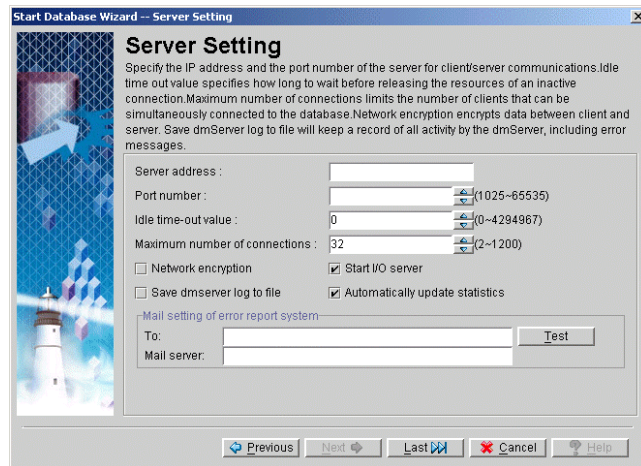 Start Database Wizard -- Server Setting
Server Setting
Specify the IP address and the port number of the server for client/server communications.Idle
time out value specifies how long to wait before releasing the resources of an inactive
connection.Maximum number of connections limits the number of clients that can be
simultaneously connected to the database.Network encryption encrypts data between client and
server. Save dmServer log to file will keep a record of all activity by the dmServer, including error
messages.
Server address :
Port number : (1025~65535)
Idle time-out value : 0 (0~4294967)
Maximum number of connections : 32 (2~1200)
Network encryption Start I/O server
Save dmserver log to file Automatically update statistics
Mail setting of error report system
To: Test
Mail server:
Previous Next Last Cancel Help